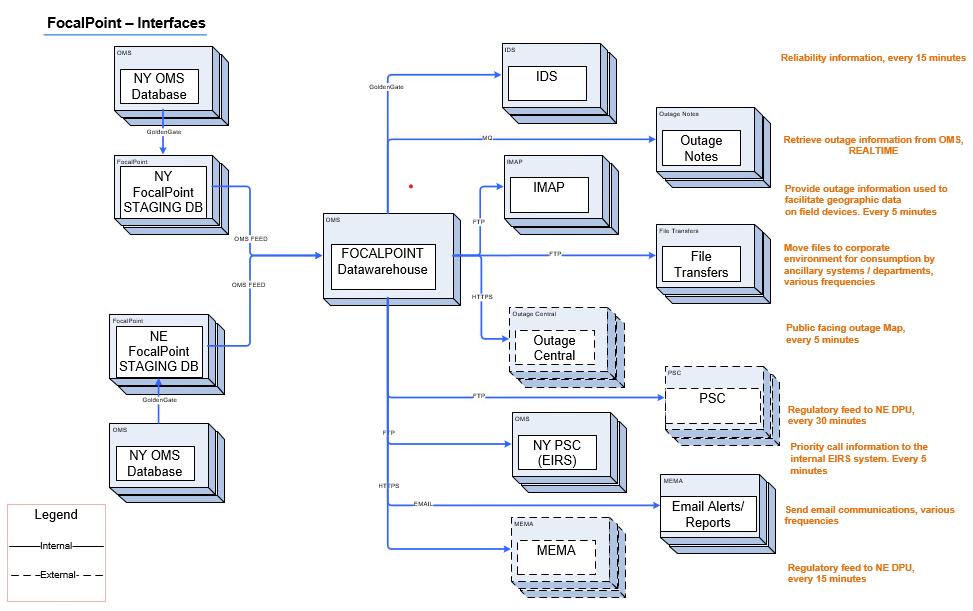 FocalPoint – Interfaces
OMS
NY OMS
Database
GoldenGate
FocalPoint
NY
FocalPoint
STAGING DB
OMS FEED
OMS FEED
FocalPoint
NE
FocalPoint
STAGING DB
GoldenGate
OMS
NY OMS
Database
Legend
Internal
External
OMS
FOCALPOINT
Datawarehouse
GoldenGate
MQ
FTP
FTP
HTTPS
FTP
FTP
HTTPS
EMAIL
IDS
IDS
Outage Notes
Outage
Notes
IMAP
IMAP
File Transfers
File
Transfers
Outage Central
Outage
Central
PSC
PSC
OMS
NY PSC
(EIRS)
MEMA
Email Alerts/
Reports
MEMA
MEMA
Reliability information, every 15 minutes
Retrieve outage information from OMS,
REALTIME
Provide outage information used to
facilitate geographic data
on field devices. Every 5 minutes
Move files to corporate
environment for consumption by
ancillary systems / departments,
various frequencies
Public facing outage Map,
every 5 minutes
Regulatory feed to NE DPU,
every 30 minutes
Priority call information to the
internal EIRS system. Every 5
minutes
Send email communications, various
frequencies
Regulatory feed to NE DPU,
every 15 minutes